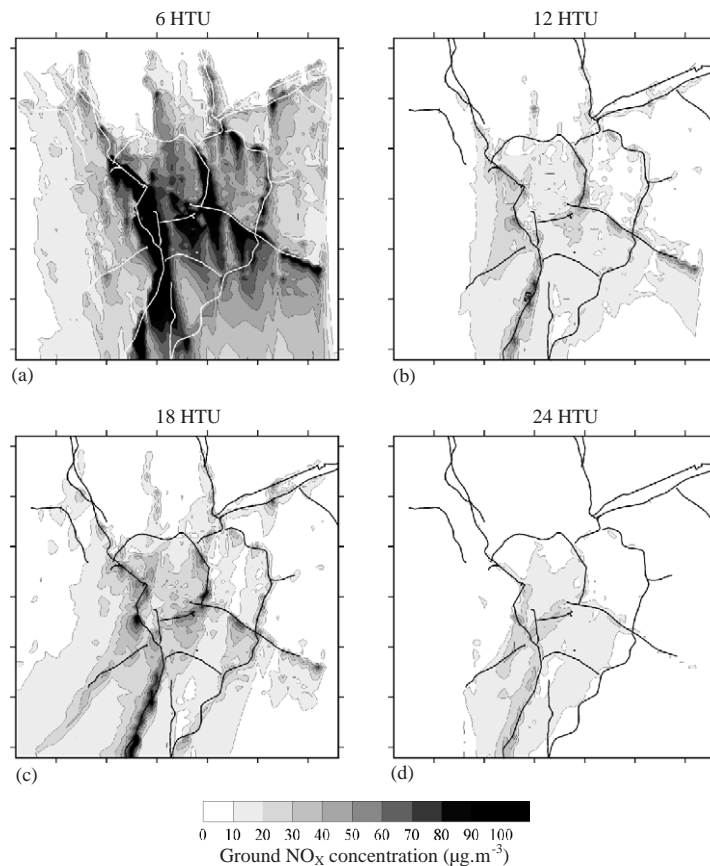 6 HTU 12 HTU
(a) (b)
18 HTU 24 HTU
(c) (d)
0 10 20 30 40 50 60 70 80 90 100
Ground NOX concentration (µg.m-3)